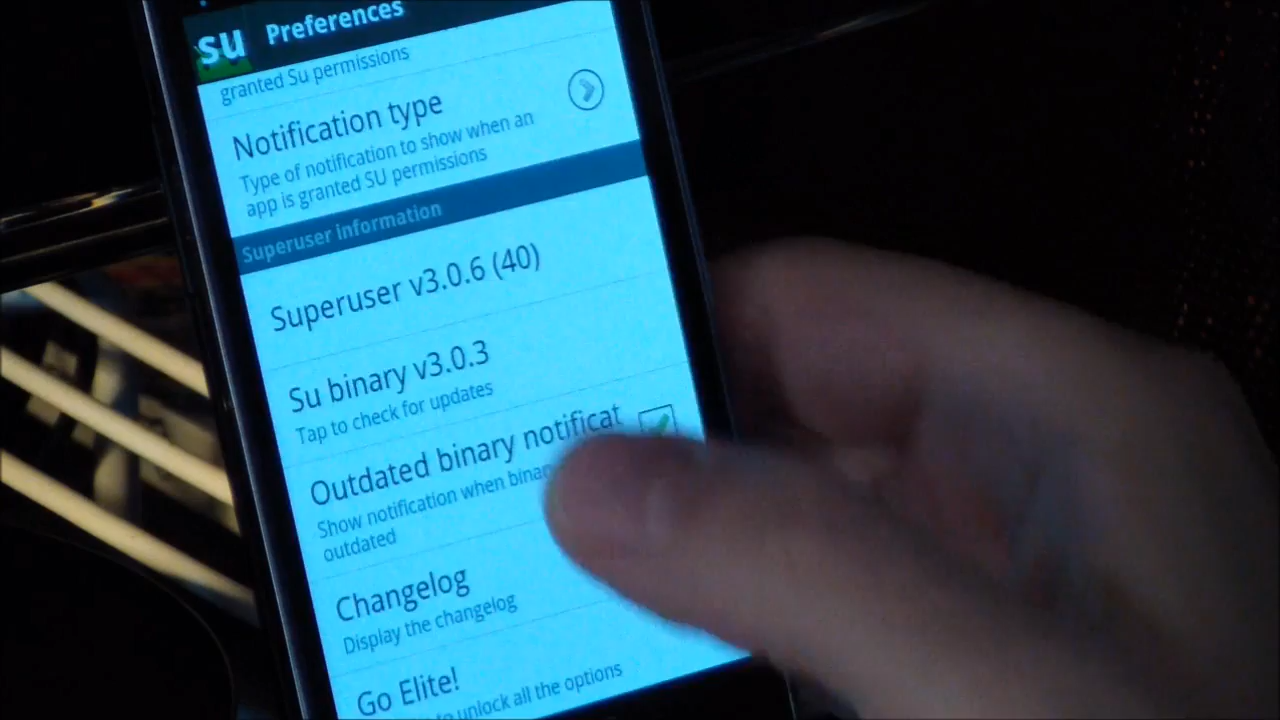 su Preferences
granted Su permissions
Notification type
Type of notification to show when an
app is granted SU permissions
Superuser information
Superuser v3.0.6 (40)
Su binary v3.0.3
Tap to check for updates
Outdated binary notificat
Show notification when binar
outdated
Changelog
Display the changelog
Go Elite!
to unlock all the options